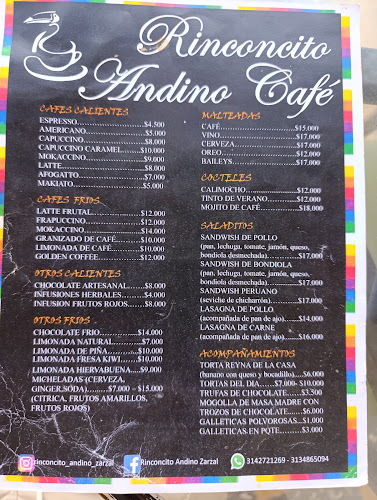 Rinconcito
Andino Café
CAFES CALIENTES
ESPRESSO....................$4.500
AMERICANO...................$5.000
CAPUCCINO...................$8.000
CAPUCCINO CARAMEL....$10.000
MOKACCINO...................$9.000
LATTE............................$8.000
AFOGATTO.....................$7.000
MAKIATO.......................$5.000
CAFES FRIOS
LATTE FRUTAL................$12.000
FRAPUCCINO..................$12.000
MOKACCINO...................$14.000
GRANIZADO DE CAFÉ......$10.000
LIMONADA DE CAFÉ........$10.000
GOLDEN COFFEE............$12.000
OTROS CALIENTES
CHOCOLATE ARTESANAL....$8.000
INFUSIONES HERBALES......$4.000
INFUSION FRUTOS ROJOS....$8.000
OTROS FRIOS
CHOCOLATE FRIO..............$14.000
LIMONADA NATURAL..........$7.000
LIMONADA DE PIÑA...........$10.000
LIMONADA FRESA KIWI......$10.000
LIMONADA HIERVABUENA....$9.000
MICHELADAS (CERVEZA,
GINGER,SODA)........$7.000 – $15.000
(CITRICA, FRUTAS AMARILLOS,
FRUTOS ROJOS)
MALTEADAS
CAFÉ..............................$15.000
VINO..............................$17.000
CERVEZA........................$17.000
OREO.............................$12.000
BAILEYS.........................$17.000
COCTELES
CALIMOCHO....................$12.000
TINTO DE VERANO...........$12.000
MOJITO DE CAFÉ..............$18.000
SALADITOS
SANDWISH DE POLLO
(pan, lechuga, tomate, jamón, queso,
bondiola desmechada)..............$17.000
SANDWISH DE BONDIOLA
(pan, lechuga, tomate, jamón, queso,
bondiola desmechada)..............$17.000
SANDWISH PERUANO
(seviche de chicharrón)............$17.000
LASAGNA DE POLLO
(acompañada de pan de ajo)......$14.000
LASAGNA DE CARNE
(acompañada de pan de ajo)......$16.000
ACOMPAÑAMIENTOS
TORTA REYNA DE LA CASA
(banano con queso y bocadillo)....$6.000
TORTAS DEL DIA.......$7.000- $10.000
TRUFAS DE CHOCOLATE.......$3.500
MOGOLLA DE MASA MADRE CON
TROZOS DE CHOCOLATE.......$6.000
GALLETICAS POLVOROSAS....$1.000
GALLETICAS EN PQTE...........$3.000
rinconcito_andino_zarzal
Rinconcito Andino Zarzal
3142721269 - 3134865094